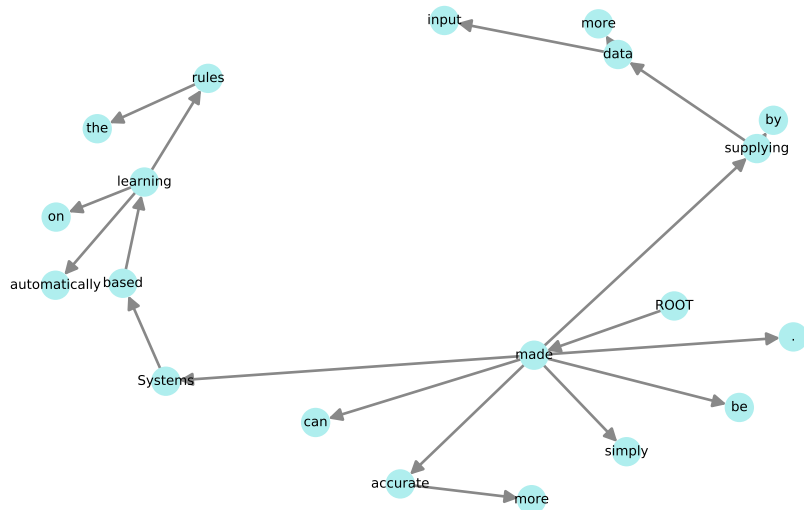 input
more
data
rules
by
the
supplying
learning
on
automatically
based
ROOT
.
made
Systems
be
can
simply
accurate
more